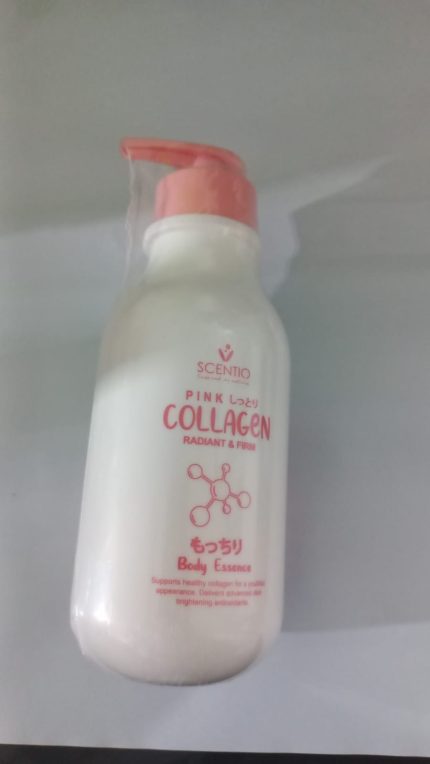 SCENTIO
PINK しっとり
COLLAGeN
RADIANT & FIRM
もっちり
Body Essence
Supports healthy collagen for a youthful
appearance. Delivers advanced skin
brightening antioxidants.